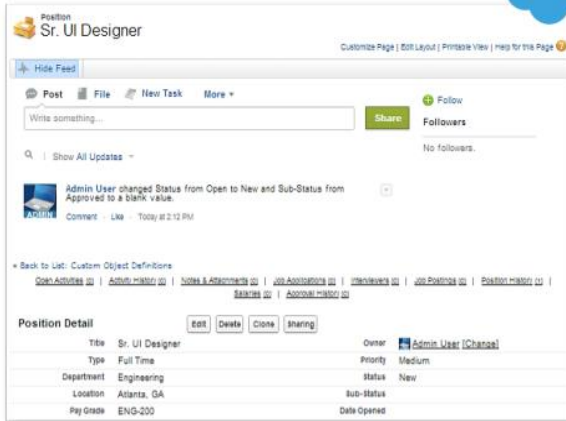 Position
Sr. UI Designer
Customize Page | Edit Layout | Printable View | Help for this Page
Hide Feed
Post File New Task More
Follow
Write something...
Share
Followers
No followers.
Show All Updates
Admin User changed Status from Open to New and Sub-Status from
Approved to a blank value.
ADMIN
Comment · Like · Today at 2:12 PM
« Back to List: Custom Object Definitions
Open Activities [0] | Activity History [0] | Notes & Attachments [0] | Job Applications [0] | Interviewers [0] | Job Postings [0] | Position History [1] |
Salaries [0] | Approval History [0]
Position Detail Edit Delete Clone Sharing
Title Sr. UI Designer Owner Admin User [Change]
Type Full Time Priority Medium
Department Engineering Status New
Location Atlanta, GA Sub-Status
Pay Grade ENG-200 Date Opened